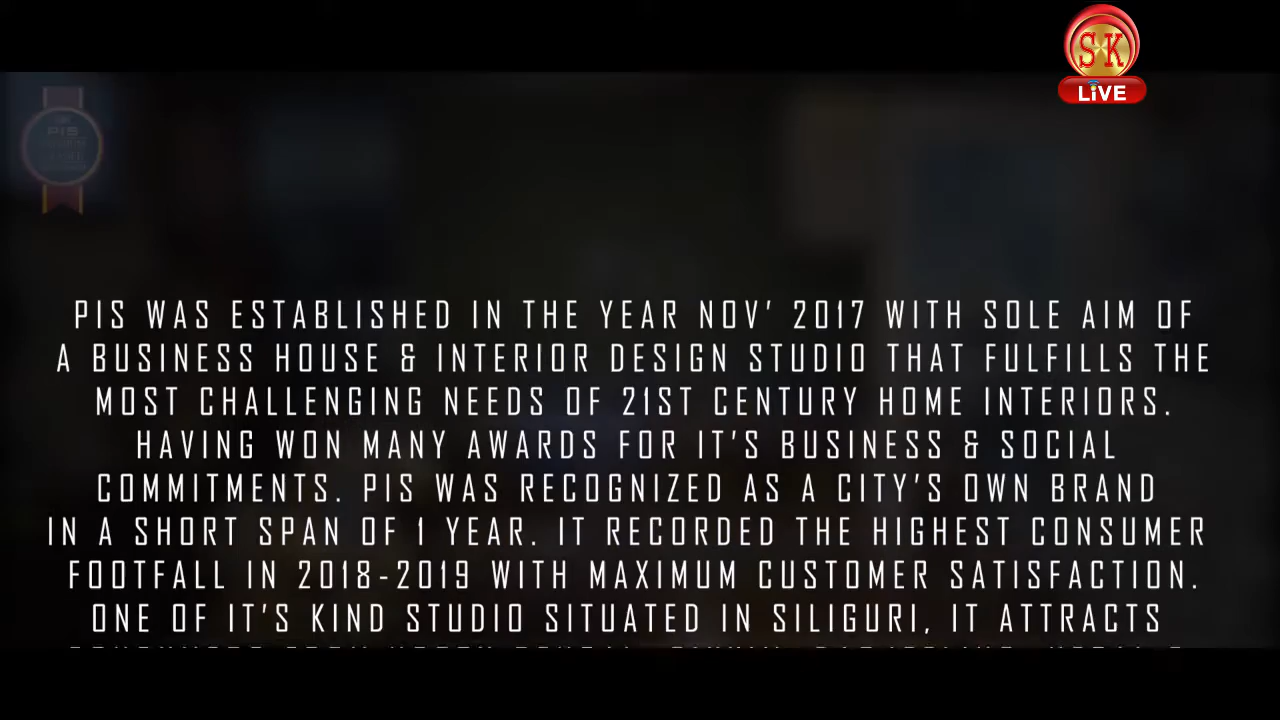 SK
LiVE
PIS
PIS WAS ESTABLISHED IN THE YEAR NOV' 2017 WITH SOLE AIM OF
A BUSINESS HOUSE & INTERIOR DESIGN STUDIO THAT FULFILLS THE
MOST CHALLENGING NEEDS OF 21ST CENTURY HOME INTERIORS.
HAVING WON MANY AWARDS FOR IT'S BUSINESS & SOCIAL
COMMITMENTS. PIS WAS RECOGNIZED AS A CITY'S OWN BRAND
IN A SHORT SPAN OF 1 YEAR. IT RECORDED THE HIGHEST CONSUMER
FOOTFALL IN 2018-2019 WITH MAXIMUM CUSTOMER SATISFACTION.
ONE OF IT'S KIND STUDIO SITUATED IN SILIGURI, IT ATTRACTS